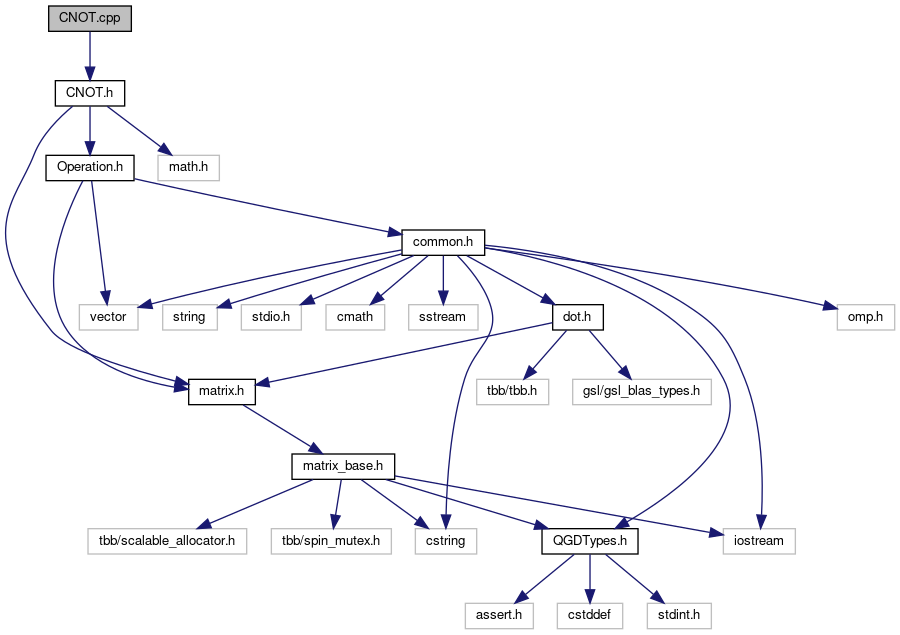 CNOT.cpp
CNOT.h
Operation.h
math.h
common.h
vector
string
stdio.h
cmath
sstream
dot.h
omp.h
matrix.h
tbb/tbb.h
gsl/gsl_blas_types.h
matrix_base.h
tbb/scalable_allocator.h
tbb/spin_mutex.h
cstring
QGDTypes.h
iostream
assert.h
cstddef
stdint.h